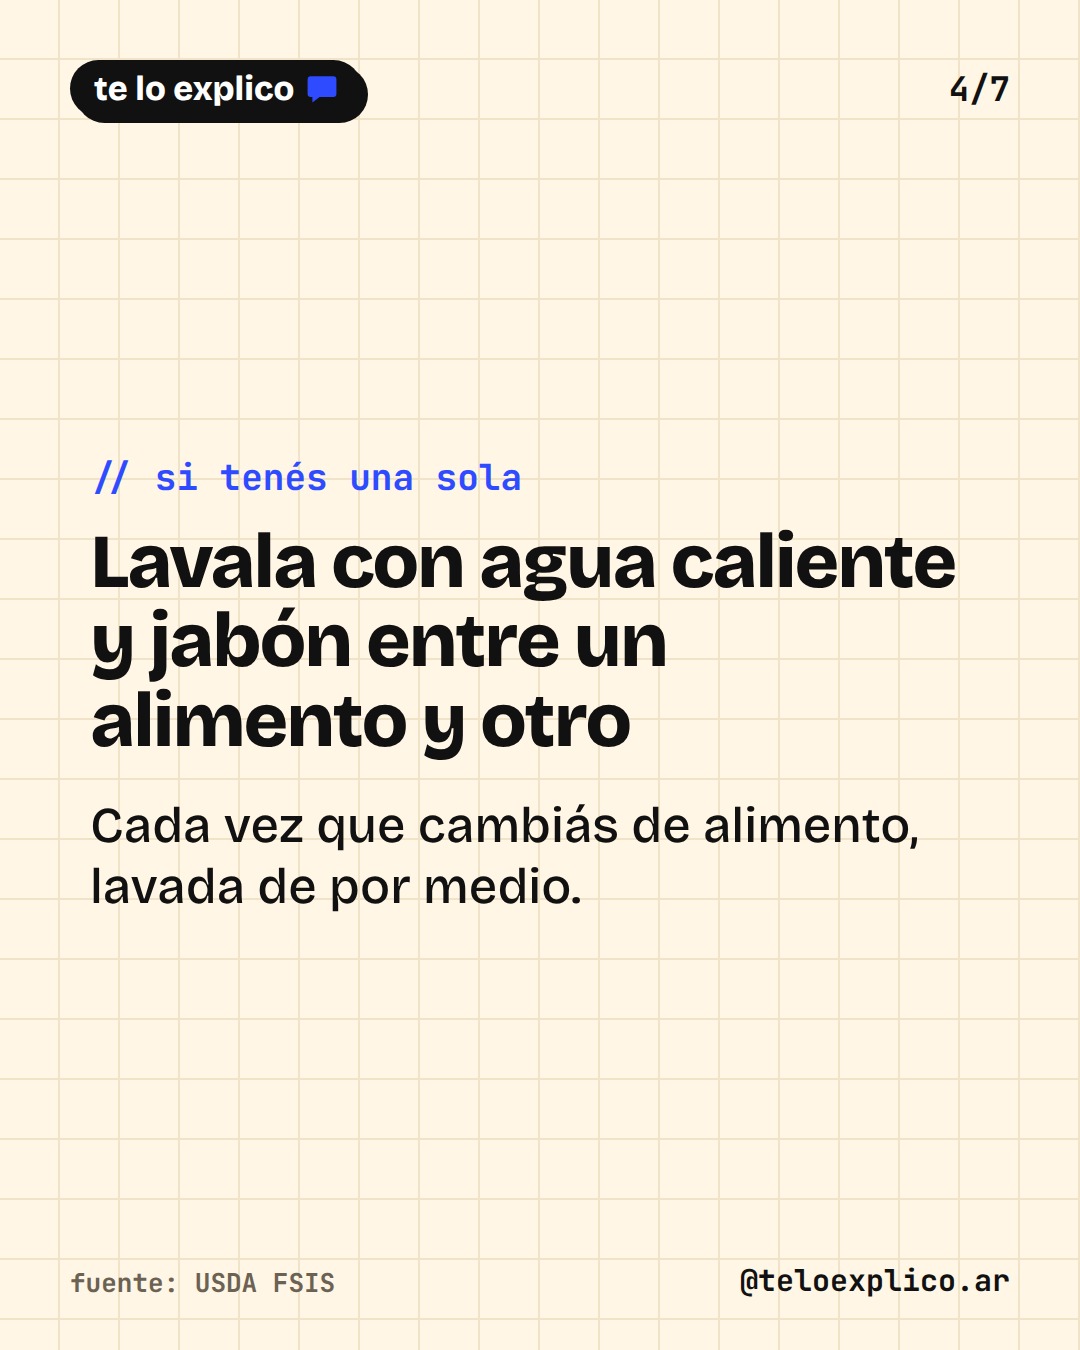 te lo explico
4/7
// si tenés una sola
Lavala con agua caliente
y jabón entre un
alimento y otro
Cada vez que cambiás de alimento,
lavada de por medio.
fuente: USDA FSIS
@teloexplico.ar